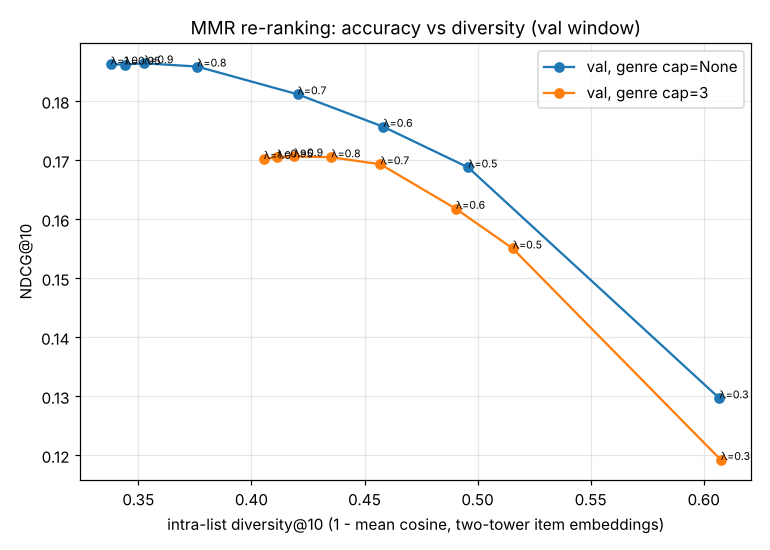 MMR re-ranking: accuracy vs diversity (val window)
val, genre cap=None
val, genre cap=3
NDCG@10
0.18
0.17
0.16
0.15
0.14
0.13
0.12
λ=0.9
λ=0.8
λ=0.7
λ=0.6
λ=0.5
λ=0.3
λ=0.8
λ=0.7
λ=0.6
λ=0.5
λ=0.3
0.35
0.40
0.45
0.50
0.55
0.60
intra-list diversity@10 (1 - mean cosine, two-tower item embeddings)